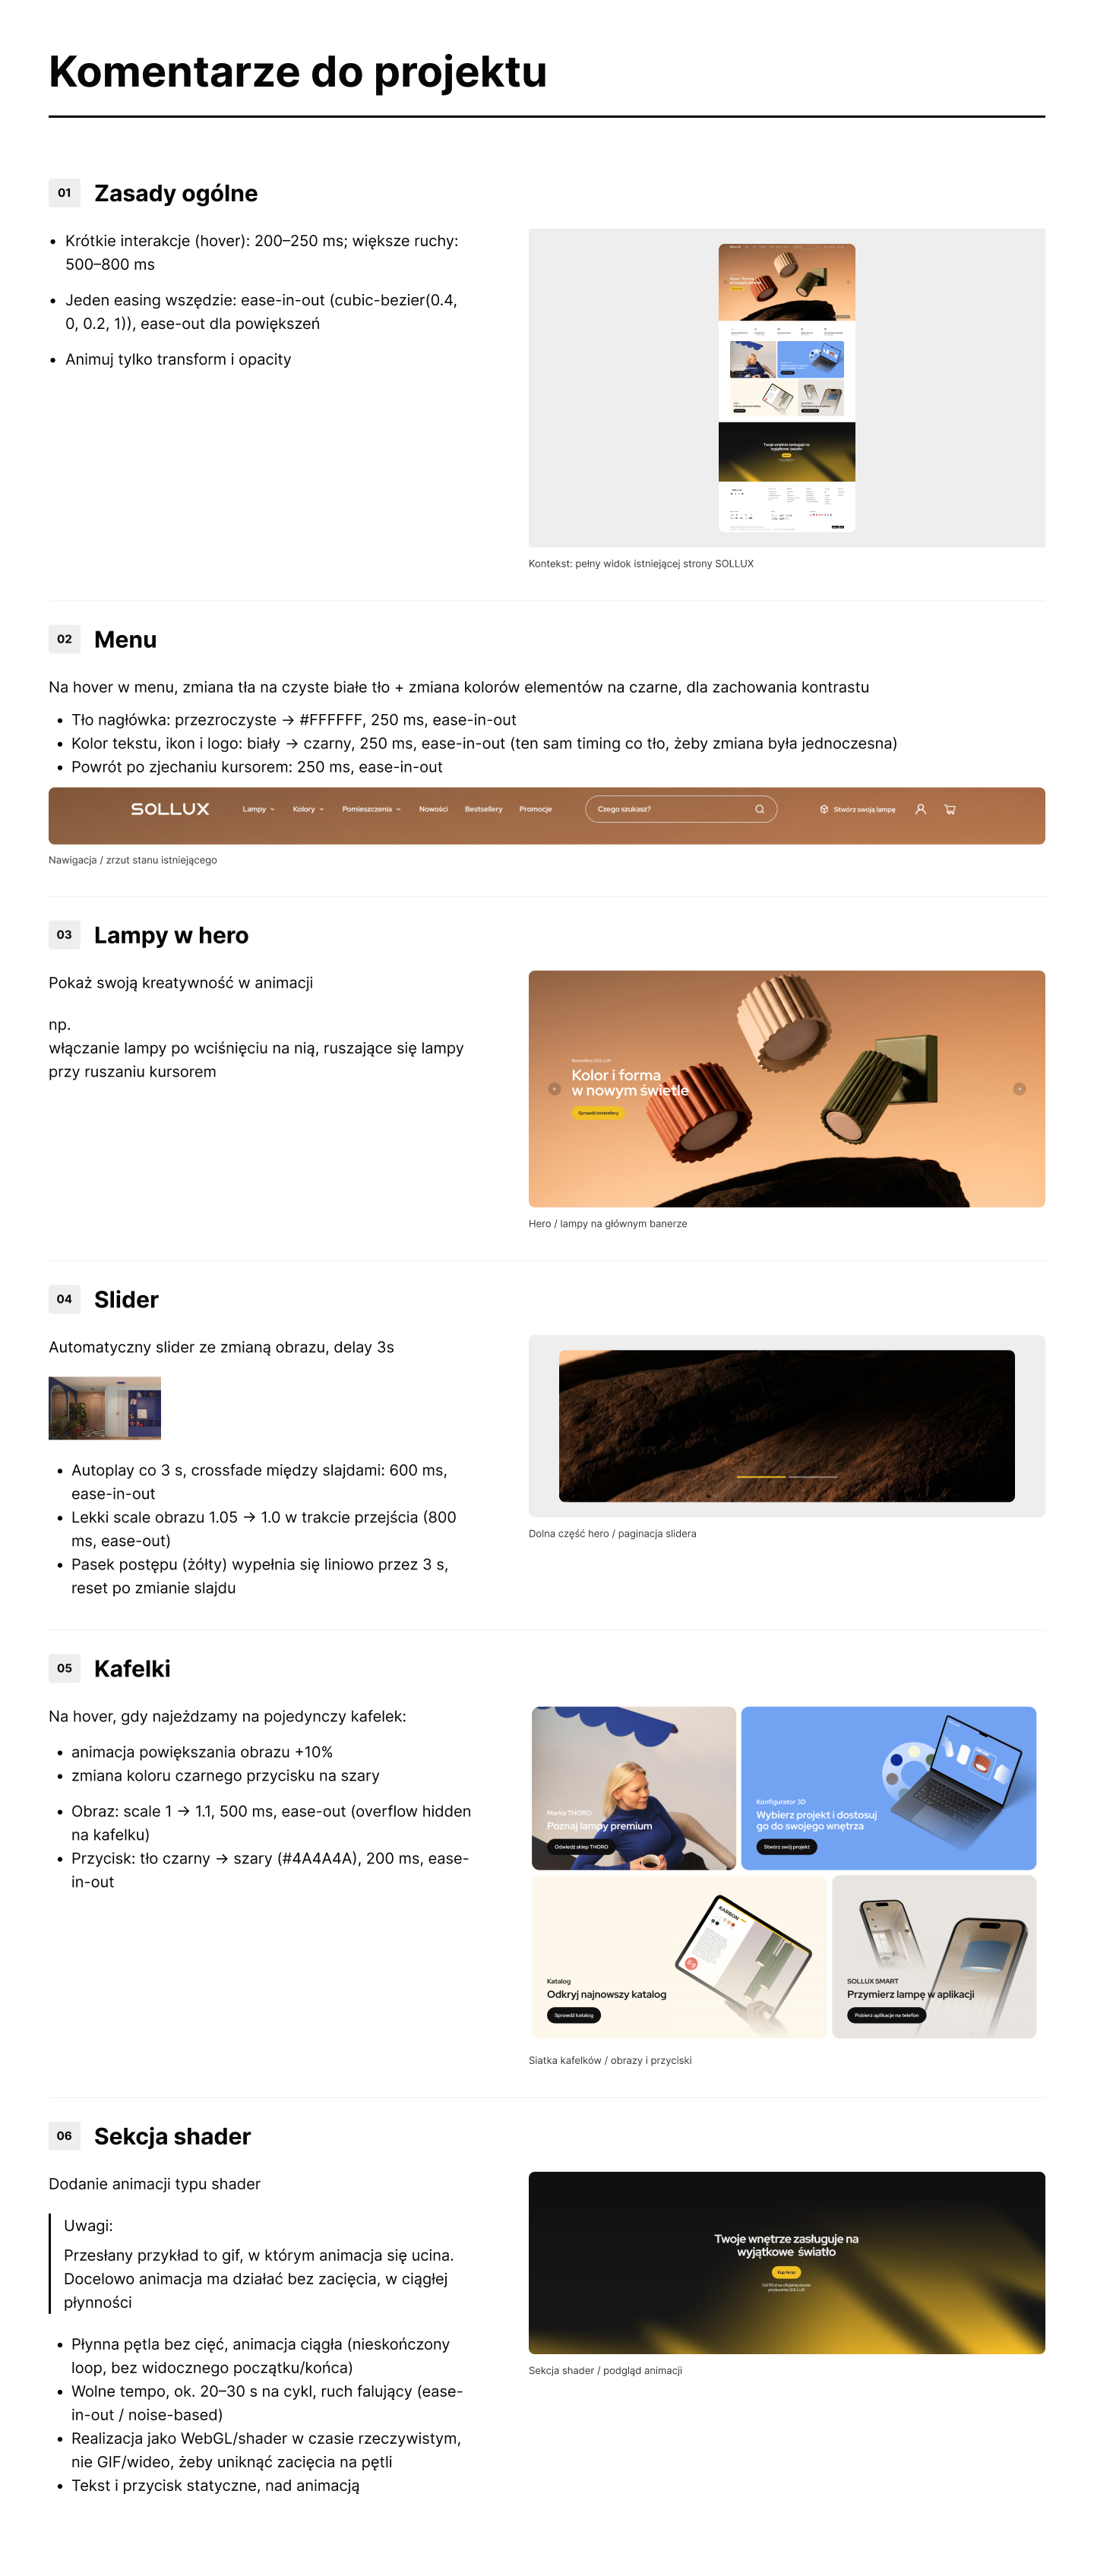 Komentarze do projektu
01
Zasady ogólne
Krótkie interakcje (hover): 200–250 ms; większe ruchy:
500–800 ms
Jeden easing wszędzie: ease-in-out (cubic-bezier(0.4,
0, 0.2, 1)), ease-out dla powiększeń
Animuj tylko transform i opacity
Kontekst: pełny widok istniejącej strony SOLLUX
02
Menu
Na hover w menu, zmiana tła na czyste białe tło + zmiana kolorów elementów na czarne, dla zachowania kontrastu
Tło nagłówka: przezroczyste → #FFFFFF, 250 ms, ease-in-out
Kolor tekstu, ikon i logo: biały → czarny, 250 ms, ease-in-out (ten sam timing co tło, żeby zmiana była jednoczesna)
Powrót po zjechaniu kursorem: 250 ms, ease-in-out
SOLLUX Lampy Kolory Pomieszczenia Nowości Bestsellery Promocje Czego szukasz? Stwórz swoją lampę
Nawigacja / zrzut stanu istniejącego
03
Lampy w hero
Pokaż swoją kreatywność w animacji
np.
włączanie lampy po wciśnięciu na nią, ruszające się lampy
przy ruszaniu kursorem
Bestsellery SOLLUX
Kolor i forma
w nowym świetle
Sprawdź bestsellery
Hero / lampy na głównym banerze
04
Slider
Automatyczny slider ze zmianą obrazu, delay 3s
Autoplay co 3 s, crossfade między slajdami: 600 ms,
ease-in-out
Lekki scale obrazu 1.05 → 1.0 w trakcie przejścia (800
ms, ease-out)
Pasek postępu (żółty) wypełnia się liniowo przez 3 s,
reset po zmianie slajdu
Dolna część hero / paginacja slidera
05
Kafelki
Na hover, gdy najeżdzamy na pojedynczy kafelek:
animacja powiększania obrazu +10%
zmiana koloru czarnego przycisku na szary
Obraz: scale 1 → 1.1, 500 ms, ease-out (overflow hidden
na kafelku)
Przycisk: tło czarny → szary (#4A4A4A), 200 ms, ease-
in-out
Marka THORO
Poznaj lampy premium
Odwiedź sklep THORO
Konfigurator 3D
Wybierz projekt i dostosuj
go do swojego wnętrza
Stwórz swój projekt
KARBON
Katalog
Odkryj najnowszy katalog
Sprawdź katalog
SOLLUX SMART
Przymierz lampę w aplikacji
Pobierz aplikację na telefon
Siatka kafelków / obrazy i przyciski
06
Sekcja shader
Dodanie animacji typu shader
Uwagi:
Przesłany przykład to gif, w którym animacja się ucina.
Docelowo animacja ma działać bez zacięcia, w ciągłej
płynności
Płynna pętla bez cięć, animacja ciągła (nieskończony
loop, bez widocznego początku/końca)
Wolne tempo, ok. 20–30 s na cykl, ruch falujący (ease-
in-out / noise-based)
Realizacja jako WebGL/shader w czasie rzeczywistym,
nie GIF/wideo, żeby uniknąć zacięcia na pętli
Tekst i przycisk statyczne, nad animacją
Twoje wnętrze zasługuje na
wyjątkowe światło
Kup teraz
Sekcja shader / podgląd animacji